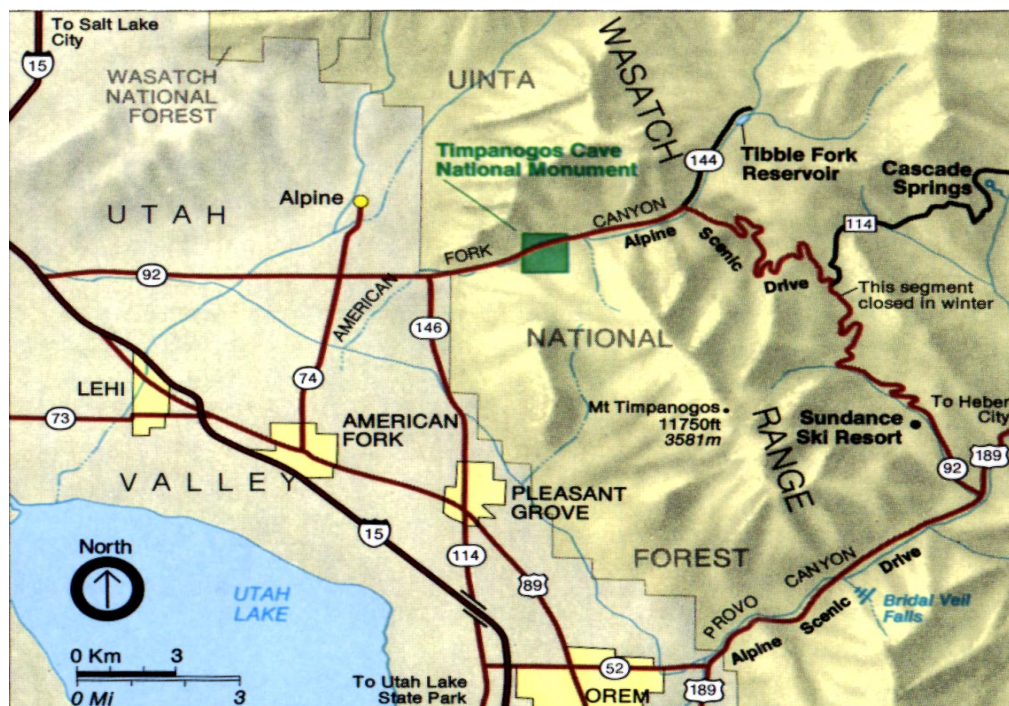 To Salt Lake
City
15
WASATCH
NATIONAL
FOREST
UINTA
WASATCH
144
Tibble Fork
Reservoir
Cascade
Springs
114
Timpanogos Cave
National Monument
Alpine
UTAH
CANYON
FORK
Alpine
Scenic
Drive
This segment
closed in winter
92
AMERICAN
146
NATIONAL
74
LEHI
73
AMERICAN
FORK
Mt Timpanogos
11750ft
3581m
RANGE
Sundance
Ski Resort
To Heber
City
189
92
VALLEY
PLEASANT
GROVE
15
114
89
FOREST
North
UTAH
LAKE
PROVO
CANYON
Alpine
Scenic
Drive
Bridal Veil
Falls
0 Km 3
0 Mi 3
To Utah Lake
State Park
52
OREM
189